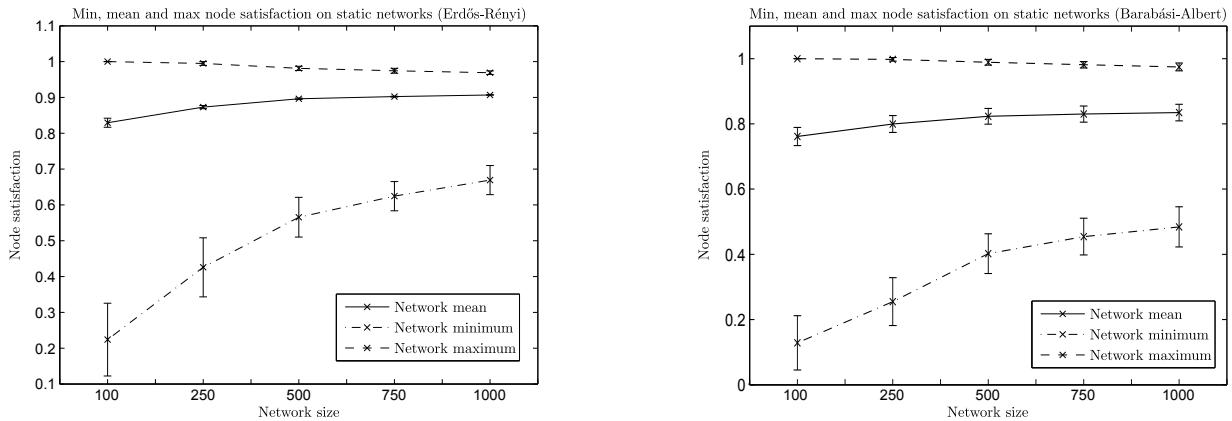 Min, mean and max node satisfaction on static networks (Erdős-Rényi)
1.1
1
0.9
0.8
0.7
0.6
0.5
0.4
0.3
0.2
0.1
Node satisfaction
Network mean
Network minimum
Network maximum
100 250 500 750 1000
Network size
Min, mean and max node satisfaction on static networks (Barabási-Albert)
1
0.8
0.6
0.4
0.2
0
Node satisfaction
Network mean
Network minimum
Network maximum
100 250 500 750 1000
Network size